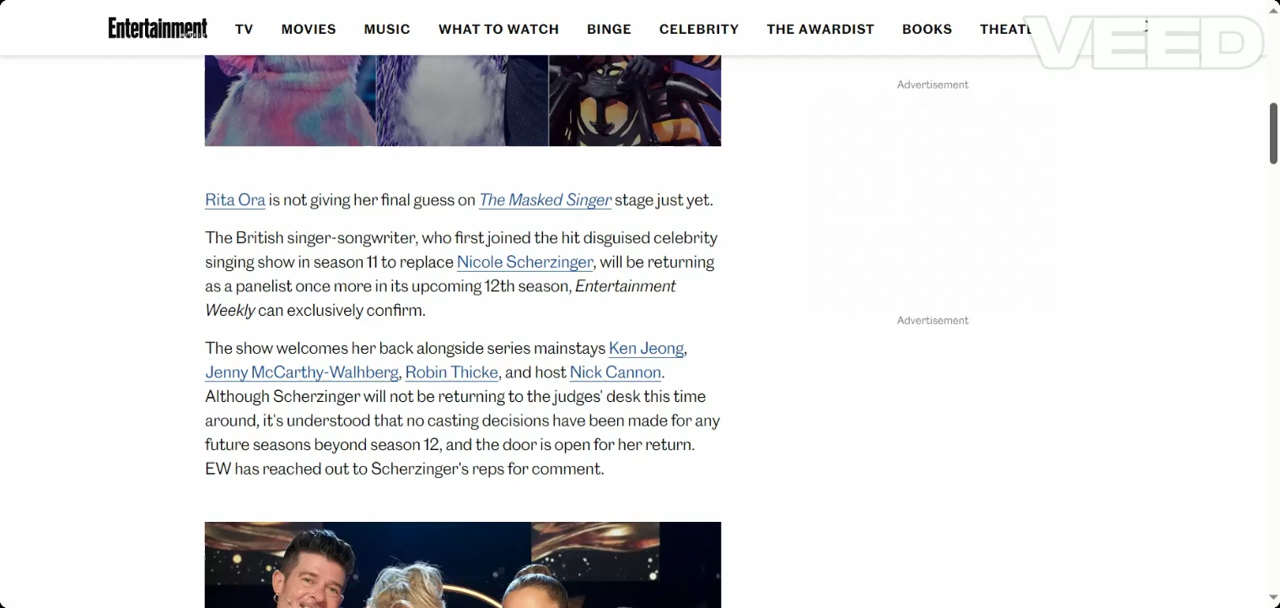 Entertainment TV MOVIES MUSIC WHAT TO WATCH BINGE CELEBRITY THE AWARDIST BOOKS
VEED
Advertisement
Rita Ora is not giving her final guess on The Masked Singer stage just yet.
The British singer-songwriter, who first joined the hit disguised celebrity
singing show in season 11 to replace Nicole Scherzinger, will be returning
as a panelist once more in its upcoming 12th season, Entertainment
Weekly can exclusively confirm.
Advertisement
The show welcomes her back alongside series mainstays Ken Jeong,
Jenny McCarthy-Walhberg, Robin Thicke, and host Nick Cannon.
Although Scherzinger will not be returning to the judges' desk this time
around, it's understood that no casting decisions have been made for any
future seasons beyond season 12, and the door is open for her return.
EW has reached out to Scherzinger's reps for comment.